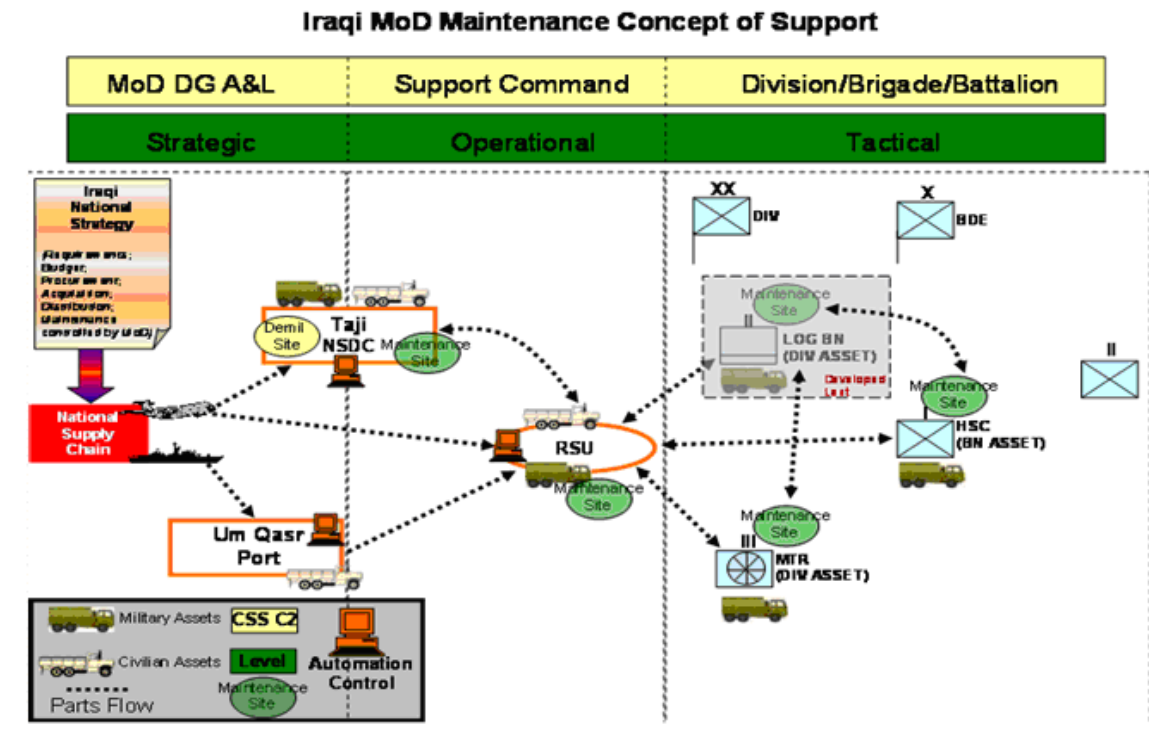 Iraqi MoD Maintenance Concept of Support
MoD DG A&L
Support Command
Division/Brigade/Battalion
Strategic
Operational
Tactical
Iraqi
National
Strategy
(Requirements;
Budget;
Procurement;
Acquisition;
Distribution;
Maintenance
controlled by MoD)
XX
DIV
X
BDE
Demil
Site
Taji
NSDC
Maintenance
Site
Maintenance
Site
II
LOG BN
(DIV ASSET)
Developed
Last
II
Maintenance
Site
I
HSC
(BN ASSET)
National
Supply
Chain
RSU
Maintenance
Site
Um Qasr
Port
Maintenance
Site
III
MTR
(DIV ASSET)
Military Assets
CSS C2
Civilian Assets
Level
Automation
Control
Parts Flow
Maintenance
Site